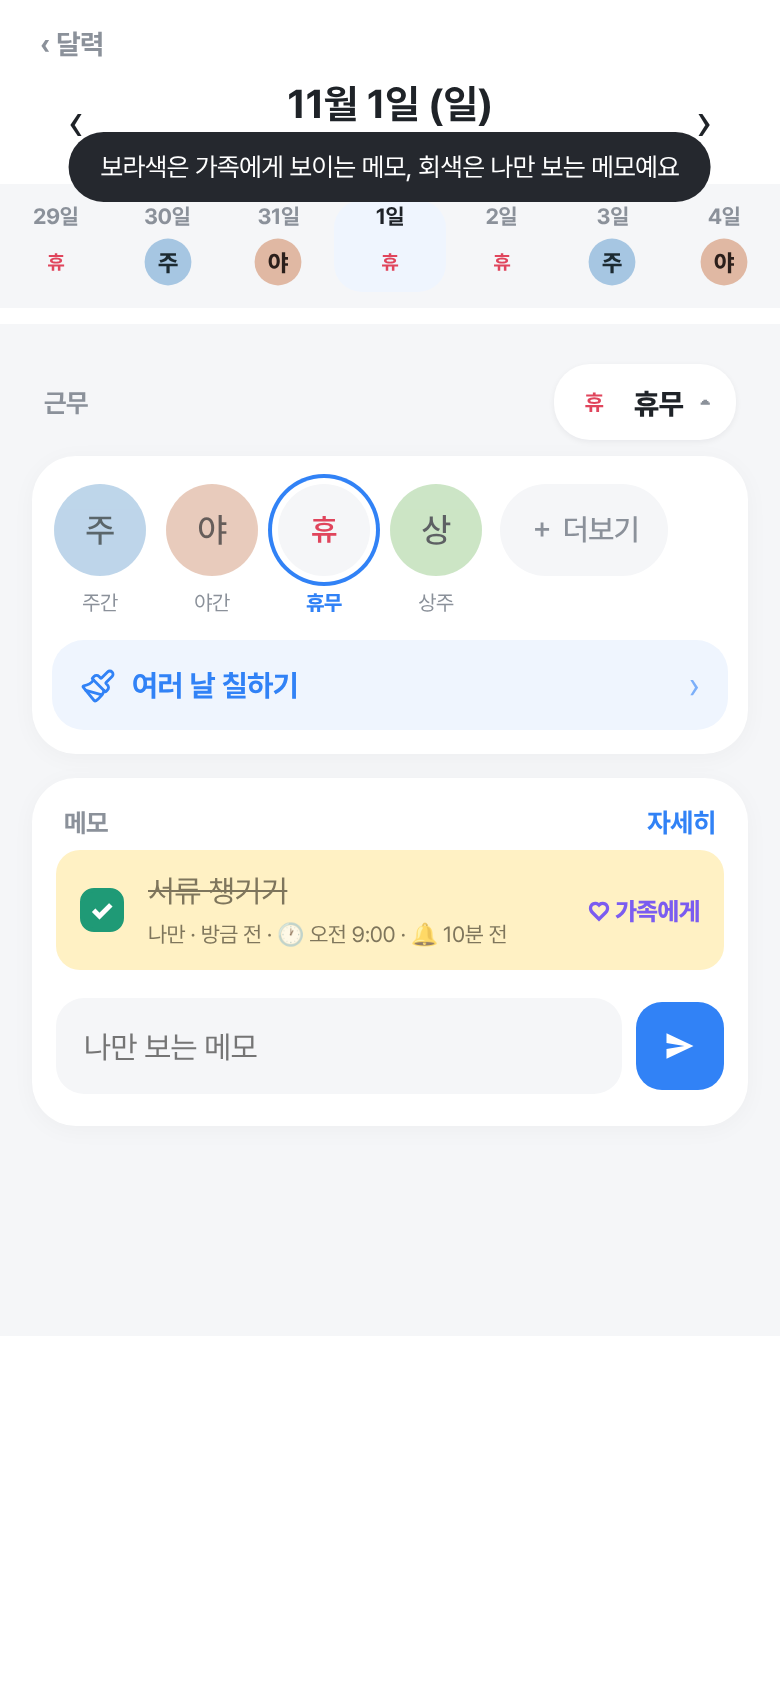 ‹ 달력
11월 1일 (일)
‹ ›
보라색은 가족에게 보이는 메모, 회색은 나만 보는 메모예요
29일 30일 31일 1일 2일 3일 4일
휴 주 야 휴 휴 주 야
근무 휴 휴무
주 야 휴 상 + 더보기
주간 야간 휴무 상주
여러 날 칠하기 ›
메모 자세히
서류 챙기기
나만 · 방금 전 · 🕐 오전 9:00 · 🔔 10분 전
♡ 가족에게
나만 보는 메모